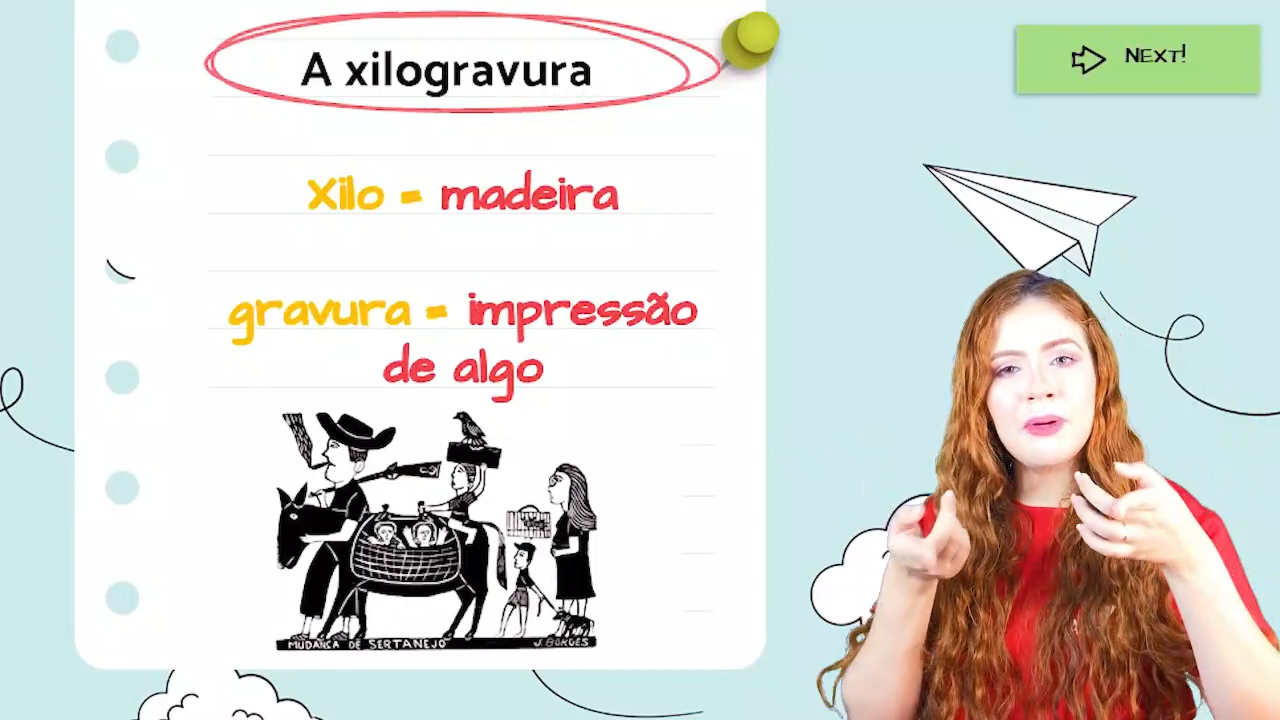 A xilogravura
NEXT!
Xilo = madeira
gravura = impressão
de algo
MUDANÇA DE SERTANEJO
J. BORGES